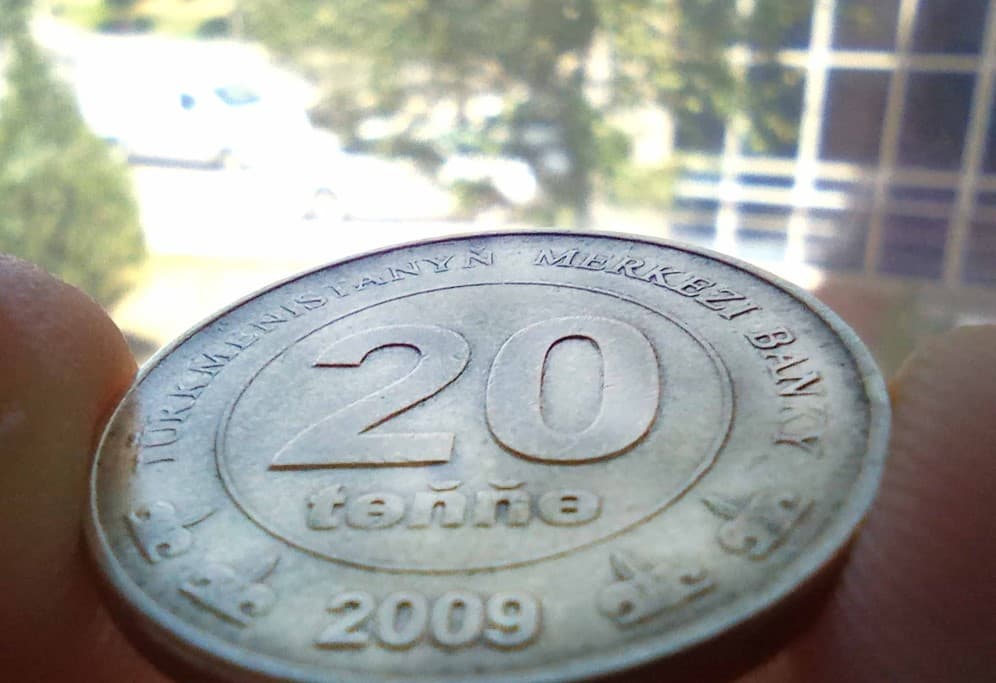 TÜRKMENISTANYŇ MERKEZI BANKY
20
teňňe
2009